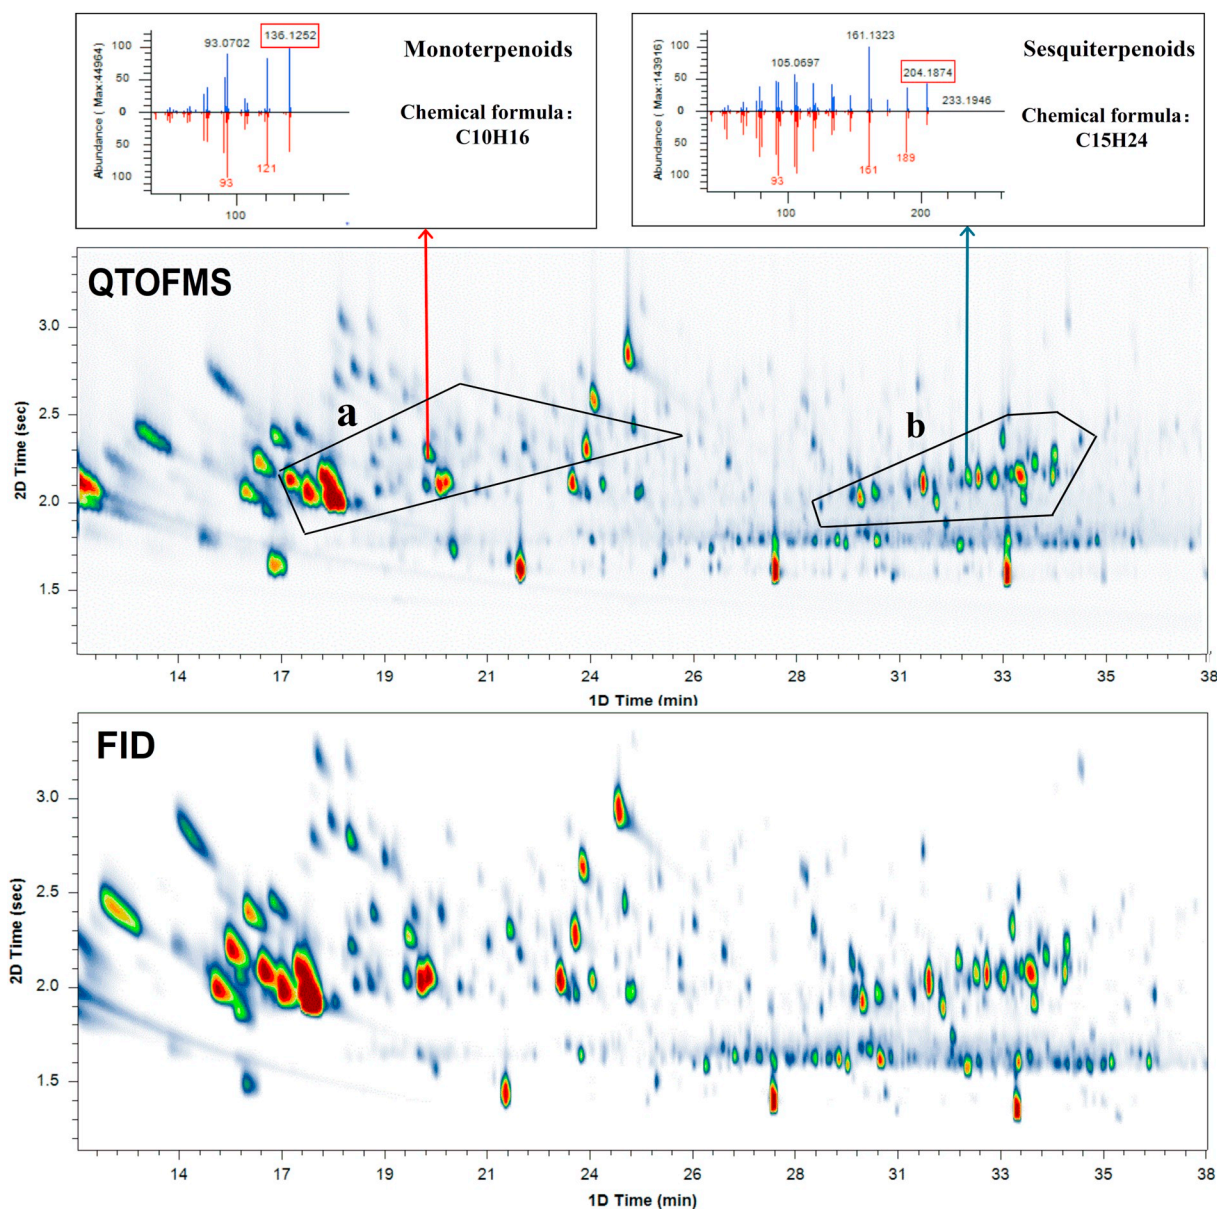 Abundance ( Max:44964)
100
50
0
50
100
93.0702
136.1252
93
121
100
Monoterpenoids
Chemical formula：
C10H16
Abundance ( Max:143916)
100
50
0
50
100
105.0697
161.1323
204.1874
233.1946
93
161
189
100
200
Sesquiterpenoids
Chemical formula：
C15H24
QTOFMS
a
b
2D Time (sec)
3.0
2.5
2.0
1.5
14 17 19 21 24 26 28 31 33 35 38
1D Time (min)
FID
2D Time (sec)
3.0
2.5
2.0
1.5
14 17 19 21 24 26 28 31 33 35 38
1D Time (min)